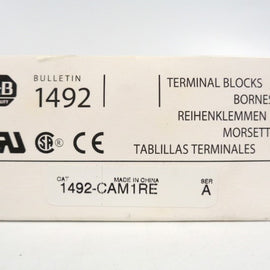 BULLETIN
1492
TERMINAL BLOCKS
BORNES
REIHENKLEMMEN
MORSETT
TABLILLAS TERMINALES
CAT MADE IN CHINA SER
1492-CAM1RE A